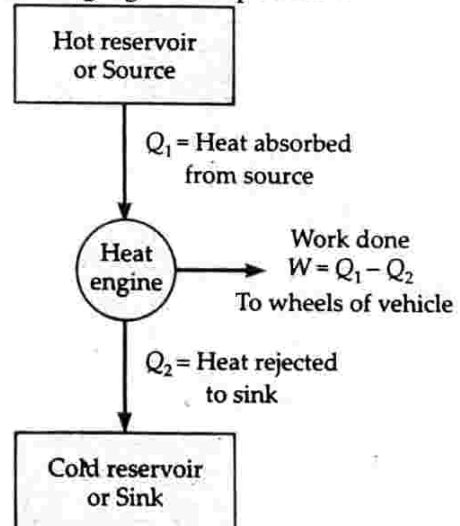 Hot reservoir
or Source
Q₁ = Heat absorbed
from source
Heat
engine
Work done
W = Q₁ − Q₂
To wheels of vehicle
Q₂ = Heat rejected
to sink
Cold reservoir
or Sink